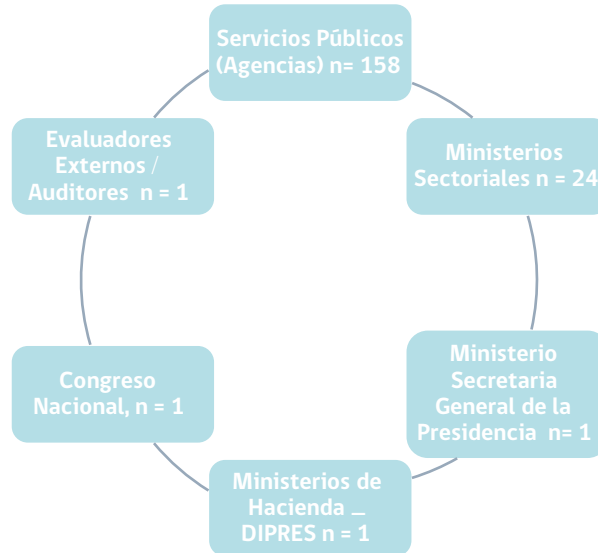 Servicios Públicos
(Agencias) n= 158
Ministerios
Sectoriales n = 24
Ministerio
Secretaria
General de la
Presidencia n= 1
Ministerios de
Hacienda _
DIPRES n = 1
Congreso
Nacional, n = 1
Evaluadores
Externos /
Auditores n = 1